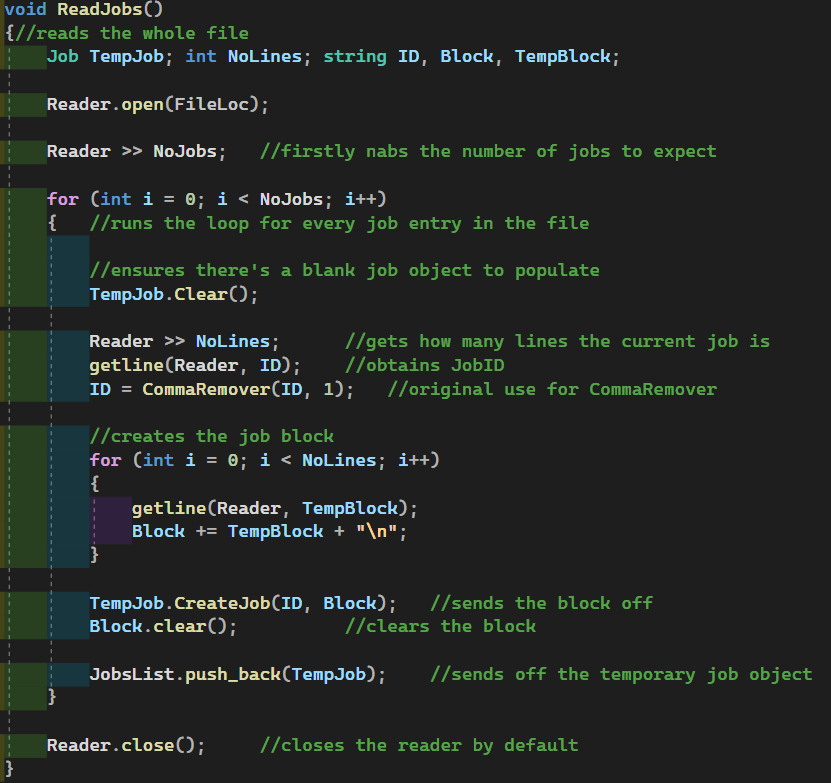 void ReadJobs()
{//reads the whole file
    Job TempJob; int NoLines; string ID, Block, TempBlock;

    Reader.open(FileLoc);

    Reader >> NoJobs;   //firstly nabs the number of jobs to expect

    for (int i = 0; i < NoJobs; i++)
    {   //runs the loop for every job entry in the file

        //ensures there's a blank job object to populate
        TempJob.Clear();

        Reader >> NoLines;      //gets how many lines the current job is
        getline(Reader, ID);    //obtains JobID
        ID = CommaRemover(ID, 1);   //original use for CommaRemover

        //creates the job block
        for (int i = 0; i < NoLines; i++)
        {
            getline(Reader, TempBlock);
            Block += TempBlock + "\n";
        }

        TempJob.CreateJob(ID, Block);   //sends the block off
        Block.clear();          //clears the block

        JobsList.push_back(TempJob);    //sends off the temporary job object
    }

    Reader.close();     //closes the reader by default
}